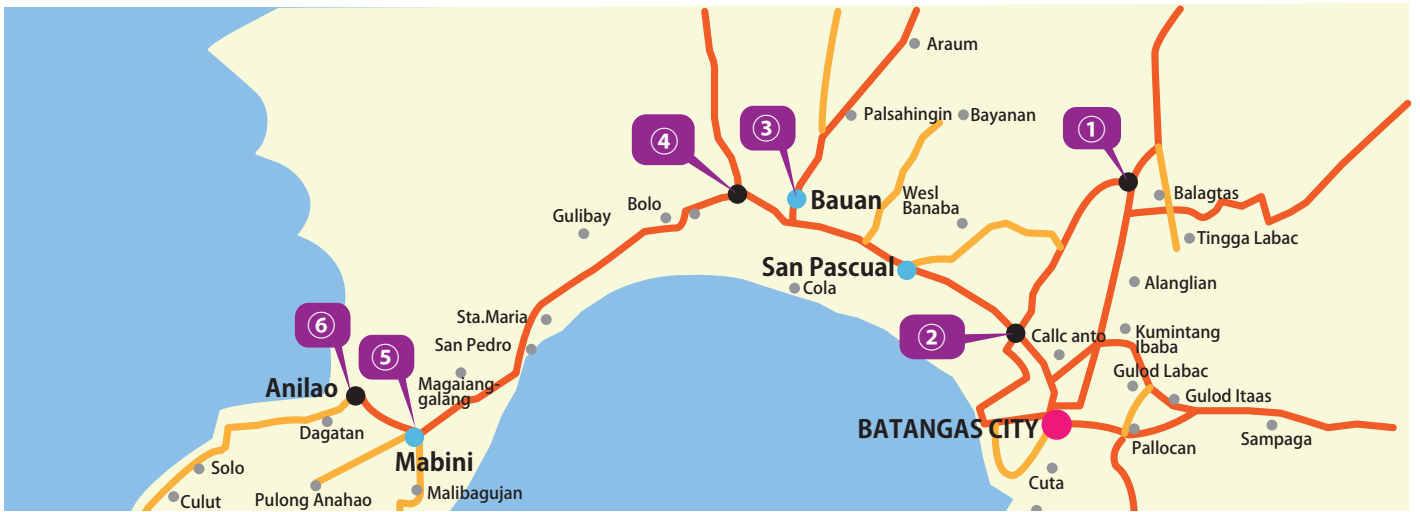 Araum
Palsahingin
Bayanan
①
③
④
Balagtas
Bauan
Wesl
Banaba
Bolo
Gulibay
Tingga Labac
San Pascual
Cola
Alanglian
Sta.Maria
⑥
②
Callc anto
Kumintang
Ibaba
San Pedro
⑤
Gulod Labac
Anilao
Magaiang-
galang
Gulod Itaas
Dagatan
BATANGAS CITY
Sampaga
Pallocan
Mabini
Solo
Cuta
Culut
Pulong Anahao
Malibagujan